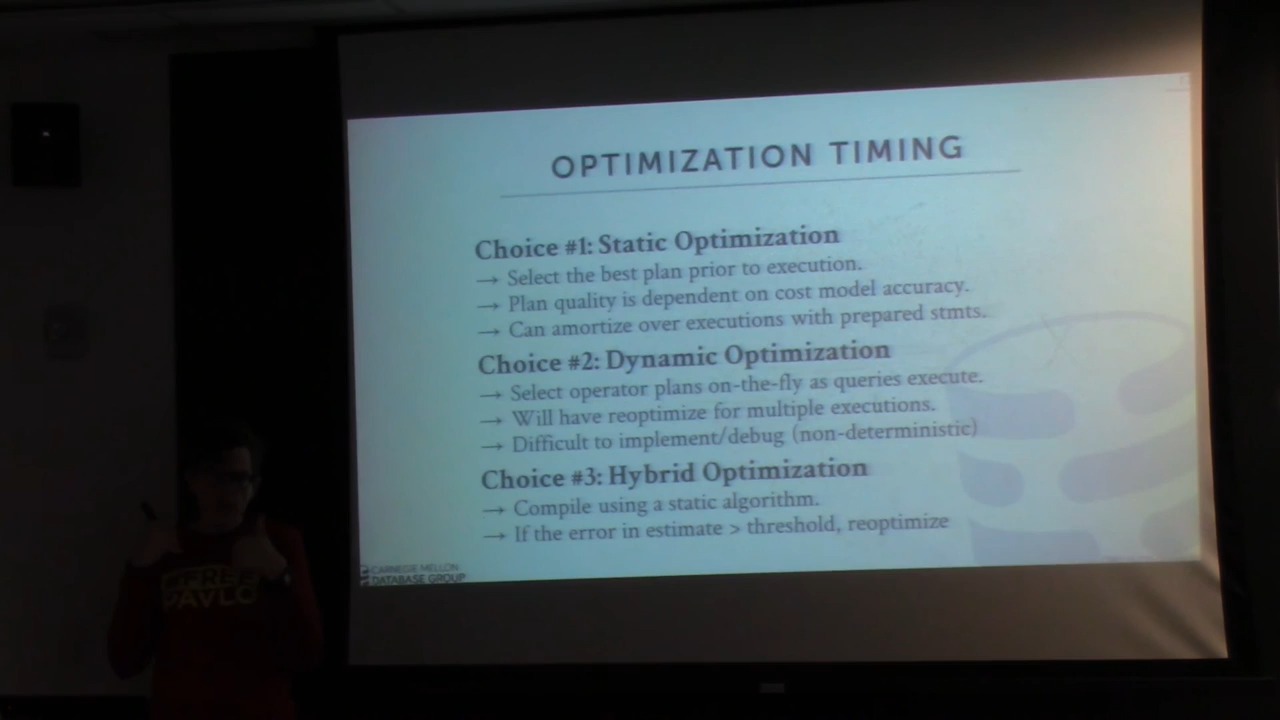 OPTIMIZATION TIMING
Choice #1: Static Optimization
→ Select the best plan prior to execution.
→ Plan quality is dependent on cost model accuracy.
→ Can amortize over executions with prepared stmts.
Choice #2: Dynamic Optimization
→ Select operator plans on-the-fly as queries execute.
→ Will have reoptimize for multiple executions.
→ Difficult to implement/debug (non-deterministic)
Choice #3: Hybrid Optimization
→ Compile using a static algorithm.
→ If the error in estimate > threshold, reoptimize
CARNEGIE MELLON
DATABASE GROUP
#FREE
PAVLO